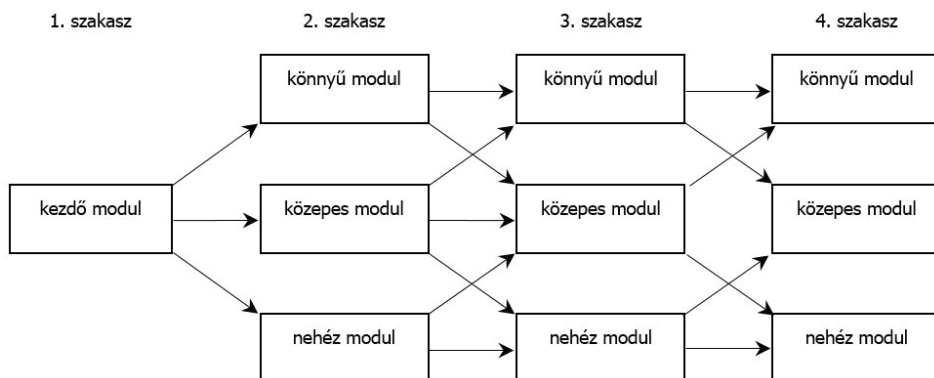 1. szakasz 2. szakasz 3. szakasz 4. szakasz
könnyű modul könnyű modul könnyű modul
kezdő modul közepes modul közepes modul közepes modul
nehéz modul nehéz modul nehéz modul